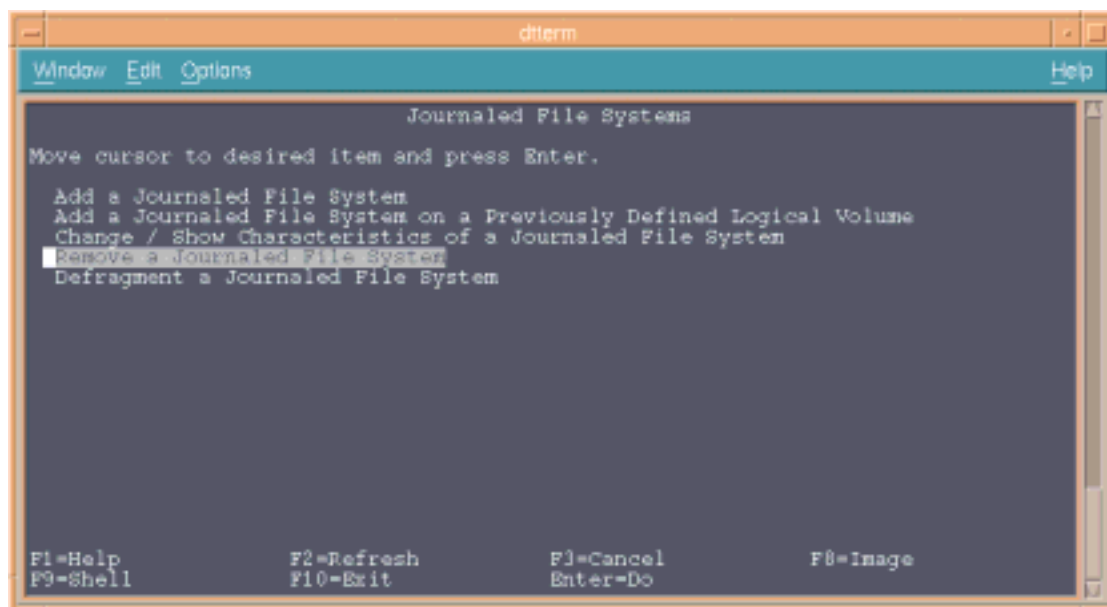 dtterm
Window Edit Options Help
Journaled File Systems
Move cursor to desired item and press Enter.
Add a Journaled File System
Add a Journaled File System on a Previously Defined Logical Volume
Change / Show Characteristics of a Journaled File System
Remove a Journaled File System
Defragment a Journaled File System
F1=Help F2=Refresh F3=Cancel F8=Image
F9=Shell F10=Exit Enter=Do